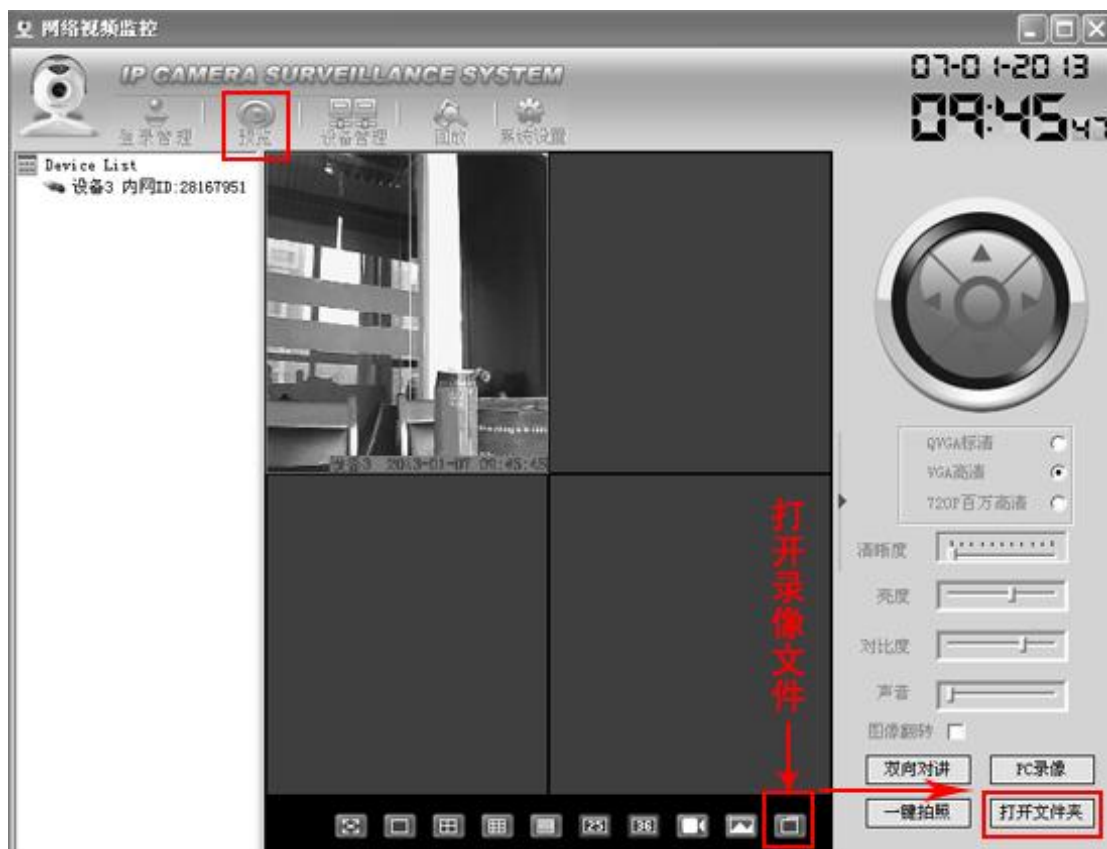 网络视频监控
IP CAMERA SURVEILLANCE SYSTEM
07-01-2013
09:45:47
登录管理
预览
设备管理
回放
系统设置
Device List
设备3 内网ID:28167951
设备3 2013-01-07 09:45:45
QVGA标清
VGA高清
720P百万高清
清晰度
亮度
对比度
声音
图像翻转
双向对讲
PC录像
一键拍照
打开文件夹
打开录像文件
25
36